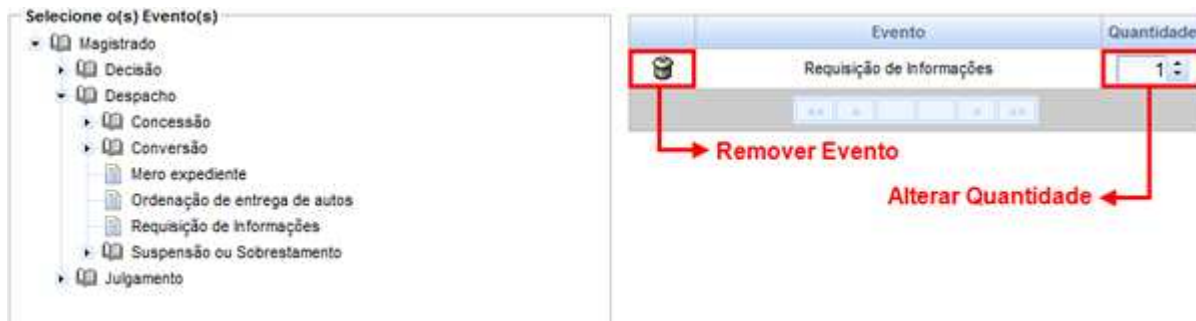 Selecione o(s) Evento(s)
Magistrado
Decisão
Despacho
Concessão
Conversão
Mero expediente
Ordenação de entrega de autos
Requisição de Informações
Suspensão ou Sobrestamento
Julgamento
Evento Quantidade
Requisição de Informações 1
Remover Evento
Alterar Quantidade